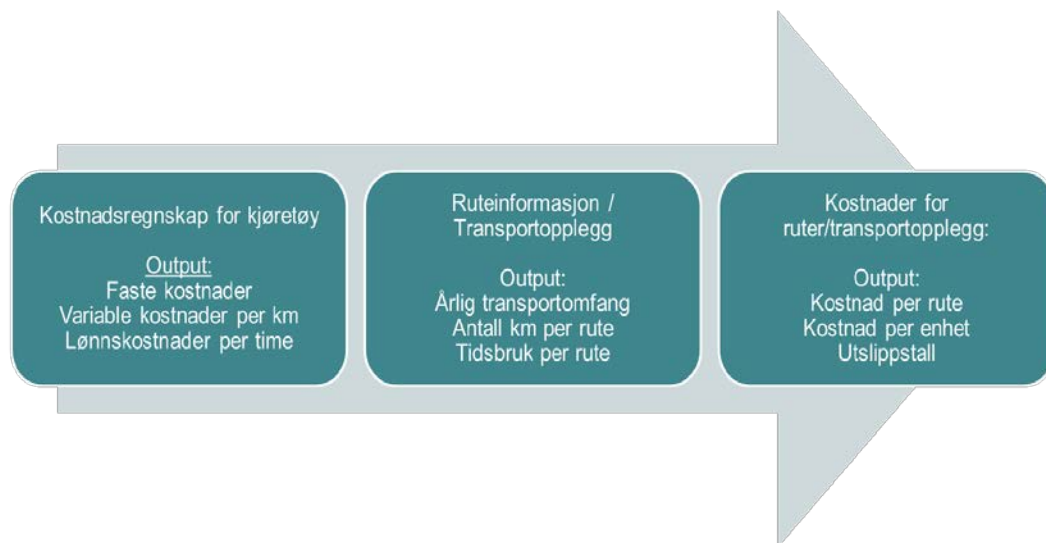 Kostnadsregnskap for kjøretøy
Output:
Faste kostnader
Variable kostnader per km
Lønnskostnader per time
Ruteinformasjon /
Transportopplegg
Output:
Årlig transportomfang
Antall km per rute
Tidsbruk per rute
Kostnader for
ruter/transportopplegg:
Output:
Kostnad per rute
Kostnad per enhet
Utslippstall